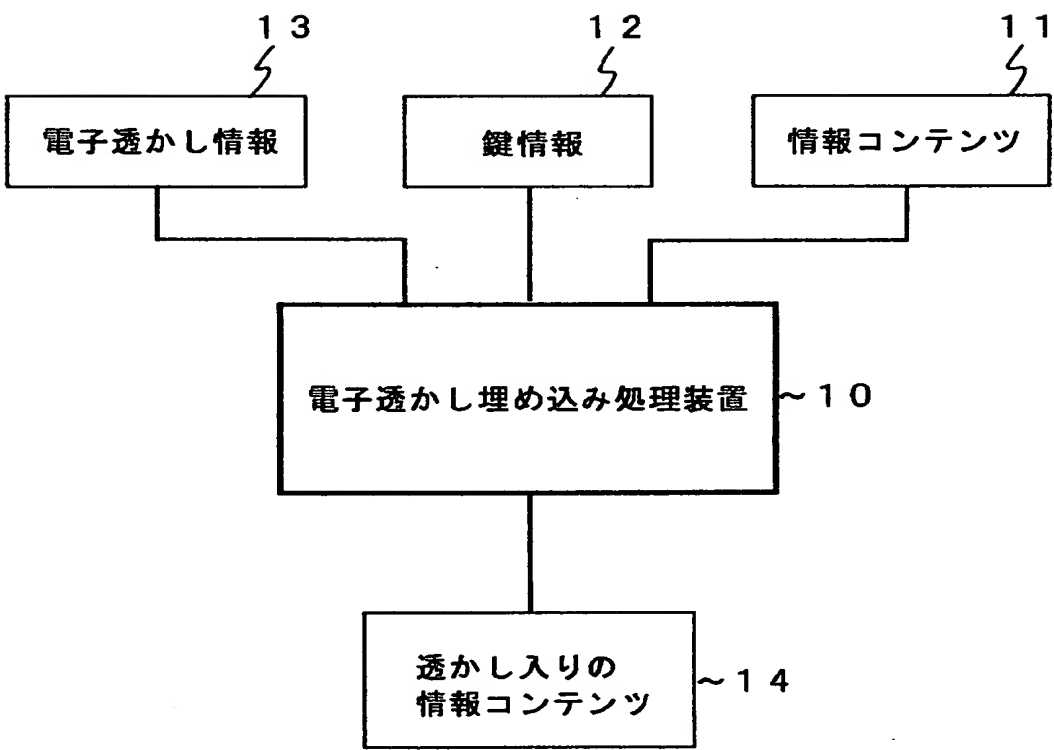 13
12
11
電子透かし情報
鍵情報
情報コンテンツ
電子透かし埋め込み処理装置
~10
透かし入りの
情報コンテンツ
~14